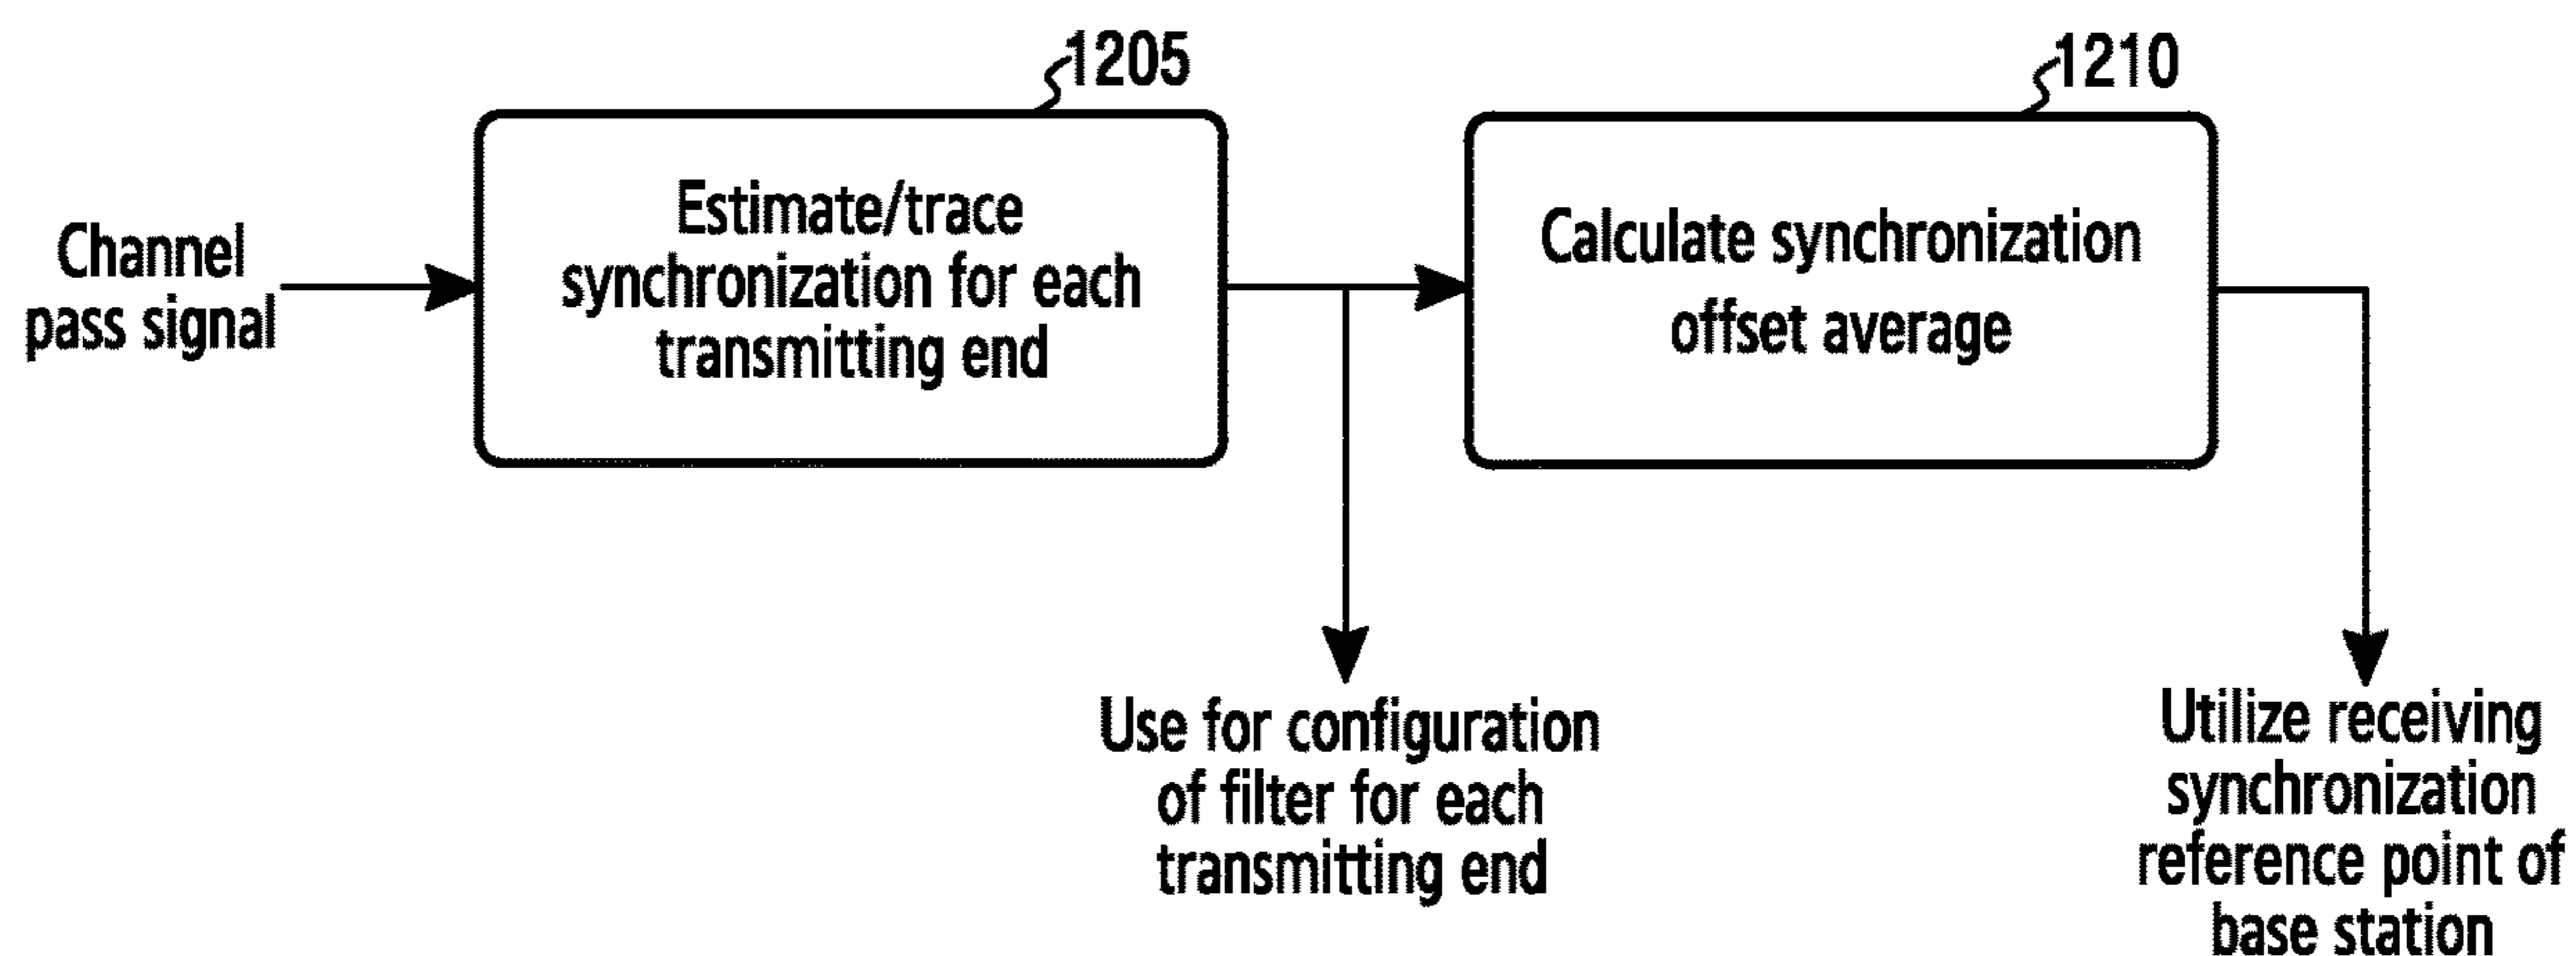 1205
1210
Channel
pass signal
Estimate/trace
synchronization for each
transmitting end
Calculate synchronization
offset average
Use for configuration
of filter for each
transmitting end
Utilize receiving
synchronization
reference point of
base station